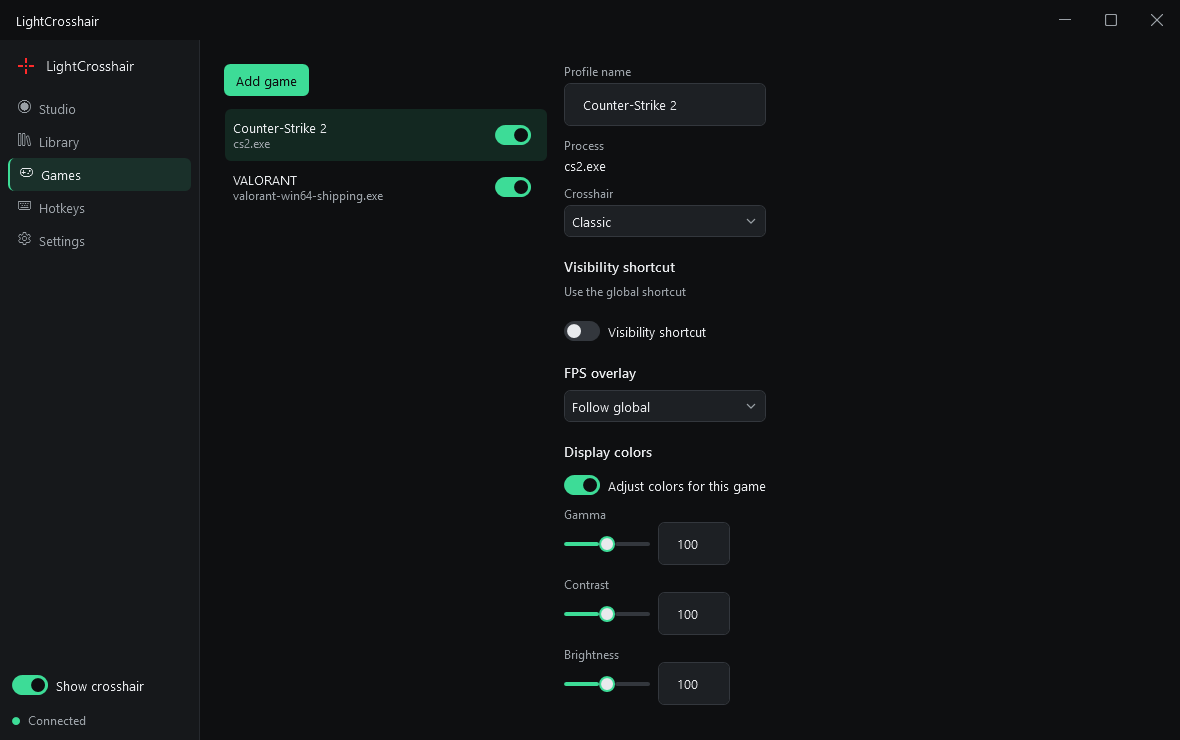 LightCrosshair
LightCrosshair
Studio
Library
Games
Hotkeys
Settings
Show crosshair
Connected
Add game
Counter-Strike 2
cs2.exe
VALORANT
valorant-win64-shipping.exe
Profile name
Counter-Strike 2
Process
cs2.exe
Crosshair
Classic
Visibility shortcut
Use the global shortcut
Visibility shortcut
FPS overlay
Follow global
Display colors
Adjust colors for this game
Gamma
100
Contrast
100
Brightness
100